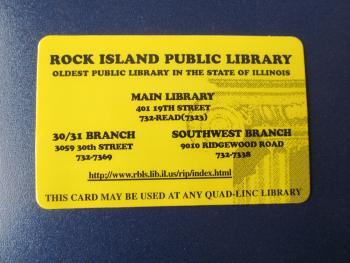 ROCK ISLAND PUBLIC LIBRARY
OLDEST PUBLIC LIBRARY IN THE STATE OF ILLINOIS
MAIN LIBRARY
401 19TH STREET
732-READ(7323)
30/31 BRANCH
3059 30th STREET
732-7369
SOUTHWEST BRANCH
9010 RIDGEWOOD ROAD
732-7338
http://www.rbls.lib.il.us/rip/index.html
THIS CARD MAY BE USED AT ANY QUAD-LINC LIBRARY